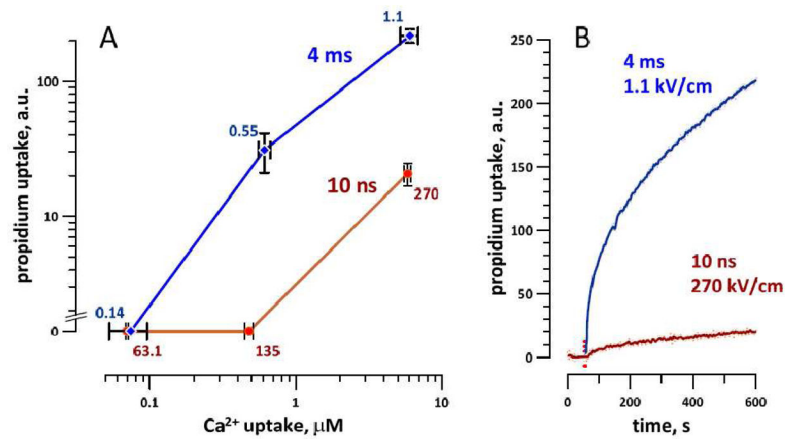 A
1.1
4 ms
0.55
10 ns
270
0.14
63.1
135
100
10
0
propidium uptake, a.u.
0.1
1
10
Ca²⁺ uptake, μM
B
4 ms
1.1 kV/cm
10 ns
270 kV/cm
250
200
150
100
50
0
propidium uptake, a.u.
0
200
400
600
time, s